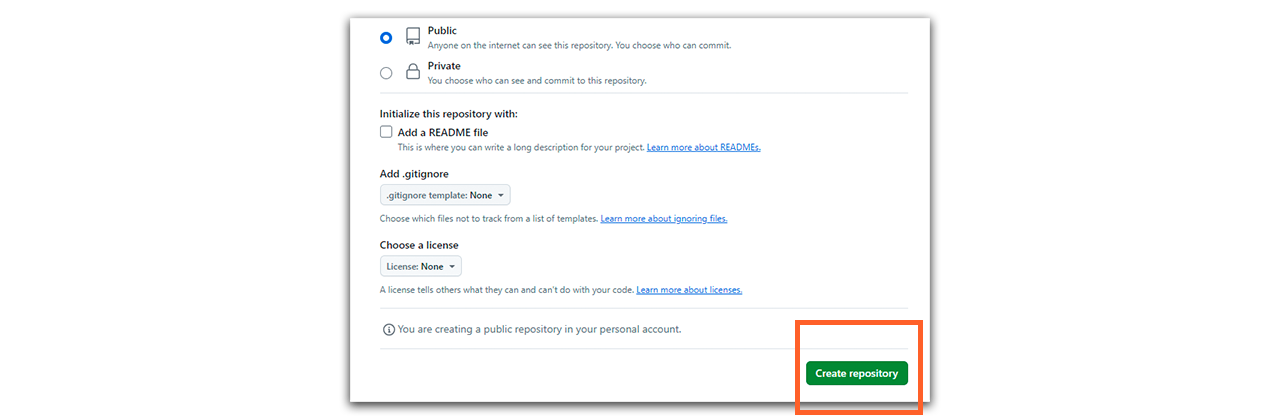 Public
Anyone on the internet can see this repository. You choose who can commit.
Private
You choose who can see and commit to this repository.
Initialize this repository with:
Add a README file
This is where you can write a long description for your project. Learn more about READMEs.
Add .gitignore
.gitignore template: None
Choose which files not to track from a list of templates. Learn more about ignoring files.
Choose a license
License: None
A license tells others what they can and can't do with your code. Learn more about licenses.
You are creating a public repository in your personal account.
Create repository